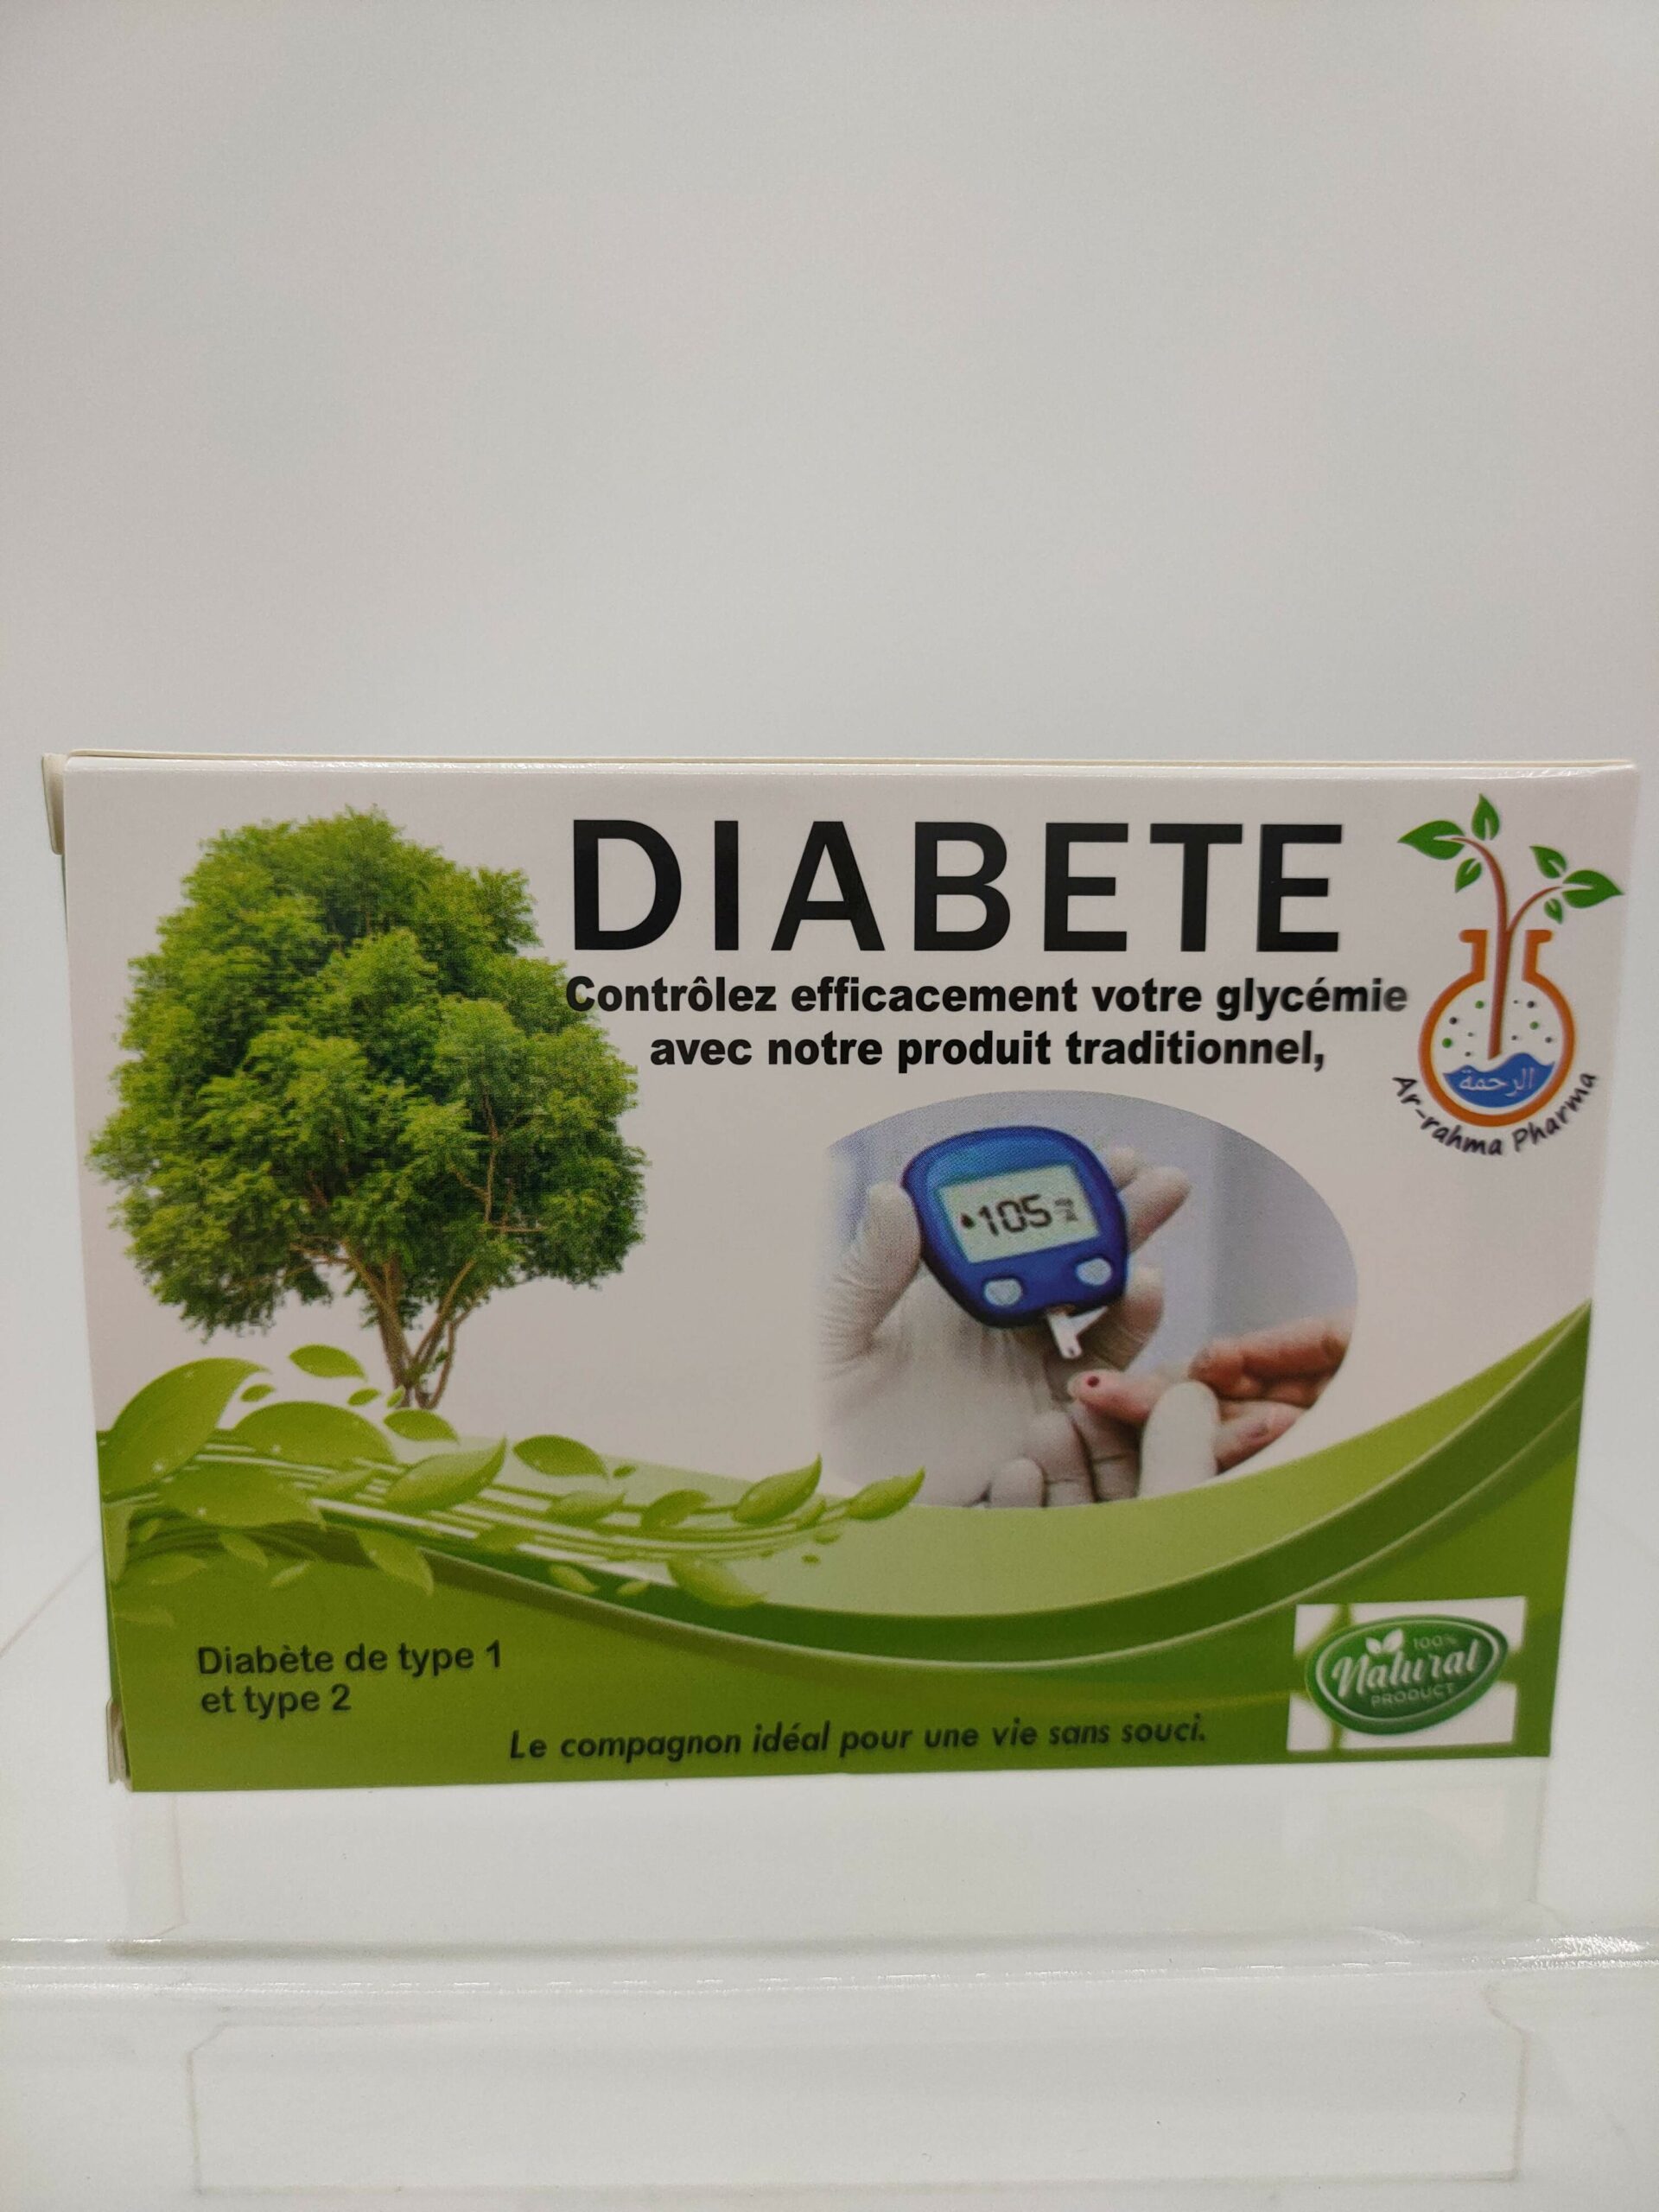 DIABETE
Contrôlez efficacement votre glycémie
avec notre produit traditionnel,
الرحمة
Ar-rahma Pharma
105
Diabète de type 1
et type 2
Le compagnon idéal pour une vie sans souci.
100%
Natural
PRODUCT